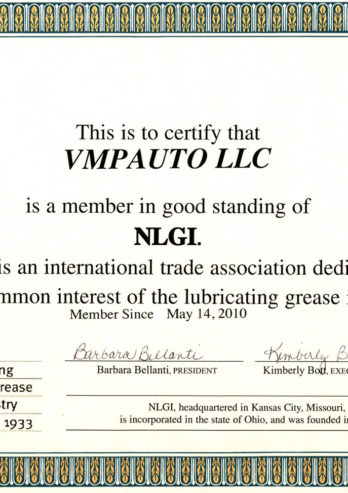 This is to certify that
VMPAUTO LLC
is a member in good standing of
NLGI.
is an international trade association dedi
mmon interest of the lubricating grease
Member Since May 14, 2010
Barbara Bellanti
Kimberly B
Barbara Bellanti, PRESIDENT
Kimberly Bott, EXEC
ng
rease
stry
1933
NLGI, headquartered in Kansas City, Missouri,
is incorporated in the state of Ohio, and was founded i